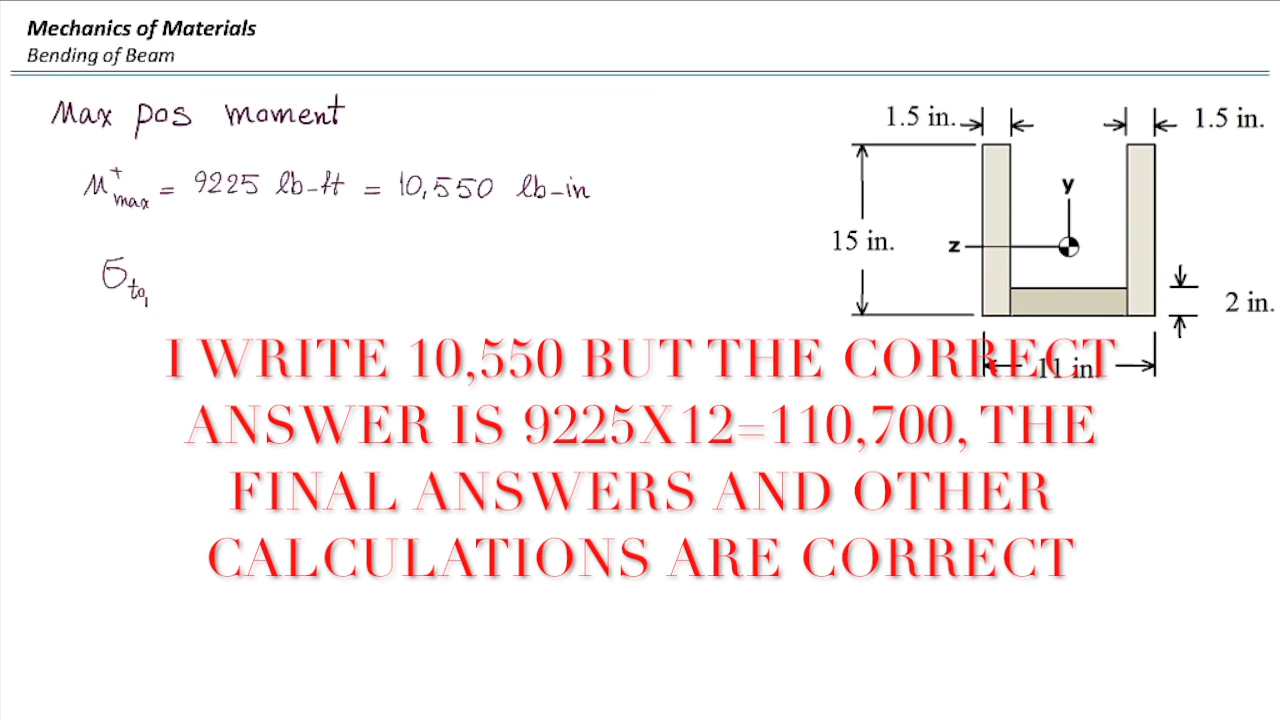 Mechanics of Materials
Bending of Beam
Max pos moment
M⁺max = 9225 lb-ft = 10,550 lb-in
σto
1.5 in.
1.5 in.
y
15 in.
z
2 in.
11 in.
I WRITE 10,550 BUT THE CORRECT
ANSWER IS 9225X12=110,700, THE
FINAL ANSWERS AND OTHER
CALCULATIONS ARE CORRECT